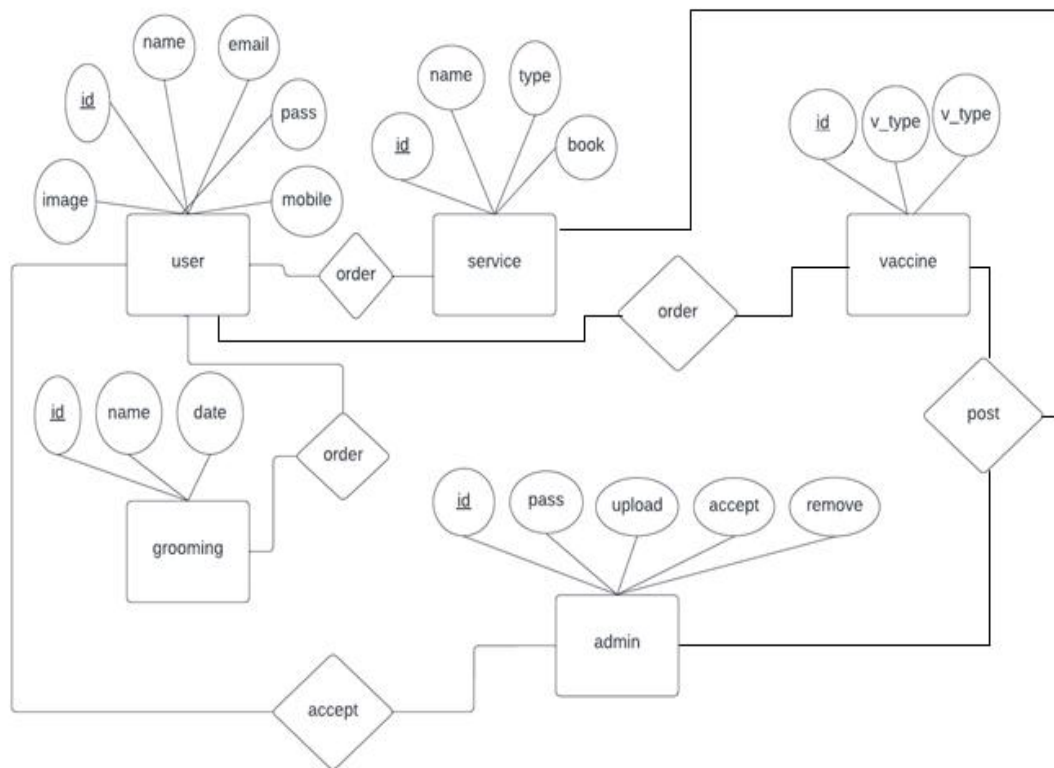 name
email
id
pass
image
mobile
user
order
name
type
id
book
service
id
v_type
v_type
vaccine
order
post
id
name
date
order
grooming
id
pass
upload
accept
remove
admin
accept